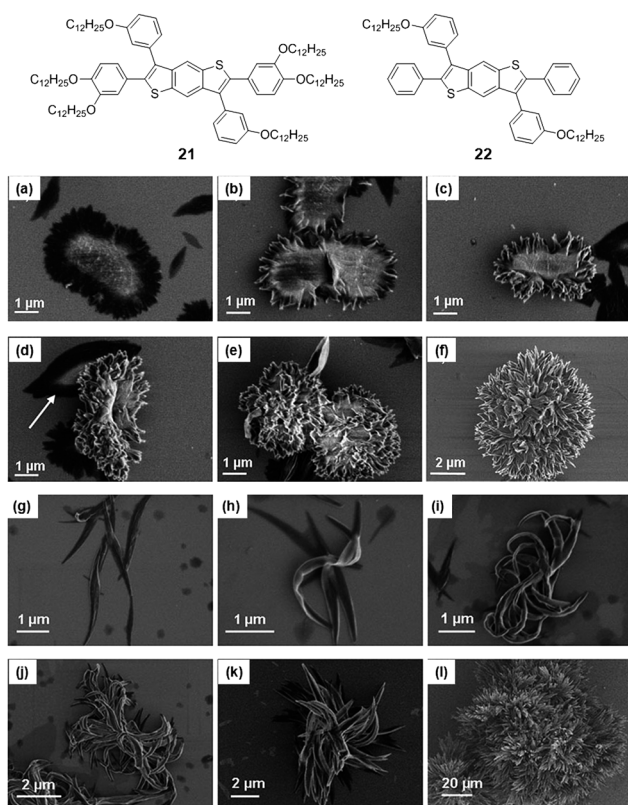 C₁₂H₂₅O
OC₁₂H₂₅
S
C₁₂H₂₅O
OC₁₂H₂₅
S
C₁₂H₂₅O
OC₁₂H₂₅
21
C₁₂H₂₅O
S
S
OC₁₂H₂₅
22
(a)
1 µm
(b)
1 µm
(c)
1 µm
(d)
1 µm
(e)
1 µm
(f)
2 µm
(g)
1 µm
(h)
1 µm
(i)
1 µm
(j)
2 µm
(k)
2 µm
(l)
20 µm